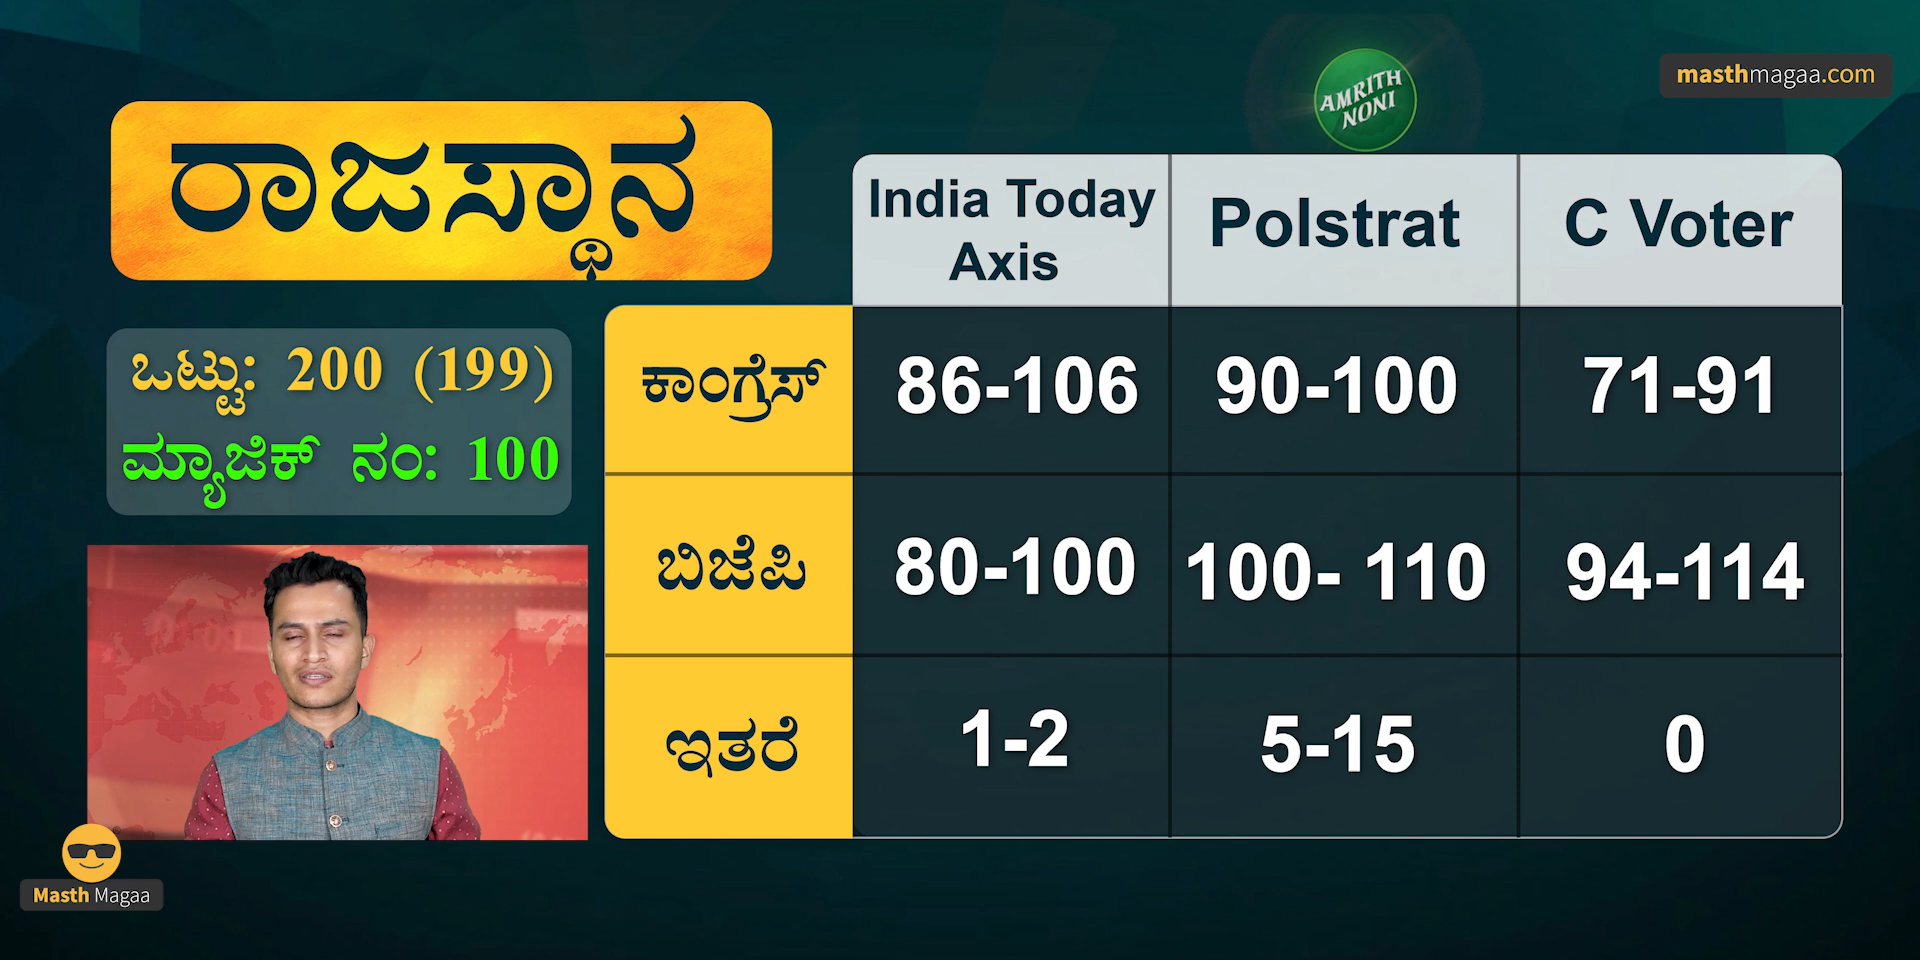 AMRITH
NONI
masthmagaa.com
ರಾಜಸ್ಥಾನ
India Today
Axis
Polstrat
C Voter
ಒಟ್ಟು: 200 (199)
ಮ್ಯಾಜಿಕ್ ನಂ: 100
ಕಾಂಗ್ರೆಸ್ 86-106 90-100 71-91
ಬಿಜೆಪಿ 80-100 100- 110 94-114
ಇತರೆ 1-2 5-15 0
Masth Magaa